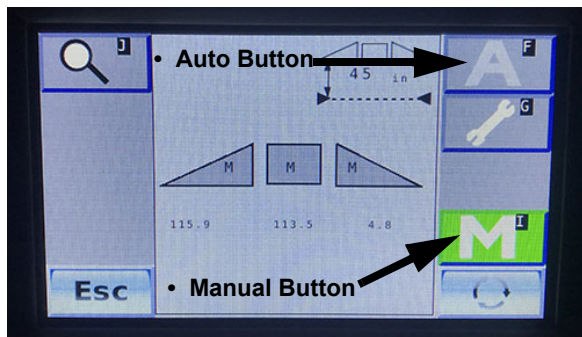 J
• Auto Button
A F
45 in
G
M M M
115.9 113.5 4.8
M I
Esc
• Manual Button